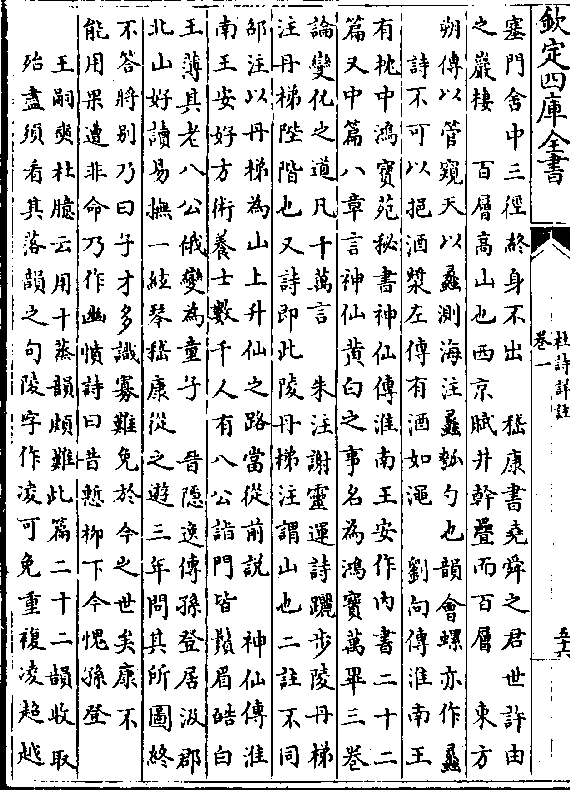 欽定四庫全書
杜詩詳註
卷一
塞門舍中三徑終身不出　嵇康書堯舜之君世許由
之巖棲　百層高山也西京賦井幹疊而百層　東方
朔傳以管窺天以蠡測海注蠡瓠勺也韻會螺亦作蠡
詩不可以挹酒漿左傳有酒如澠　劉向傳淮南王
有枕中鴻寶苑秘書神仙傳淮南王安作內書二十二
篇又中篇八章言神仙黃白之事名為鴻寶萬畢三巻
論變化之道凡十萬言　朱注謝靈運詩躧步陵丹梯
注丹梯陛階也又詩即此陵丹梯注謂山也二註不同
邵注以丹梯為山上升仙之路當從前説　神仙傳淮
南王安好方術養士數千人有八公詣門皆鬚眉皓白
王薄其老八公俄變為童子　晉隱逸傳孫登居汲郡
北山好讀易撫一絃琴嵇康從之遊三年問其所圖終
不答將別乃曰子才多識寡難免於今之世矣康不
能用果遭非命乃作幽憤詩曰昔慙柳下今愧孫登
王嗣奭杜臆云用十蒸韻頗難此篇二十二韻收取
殆盡須看其落韻之句陵字作凌可免重複凌趨越